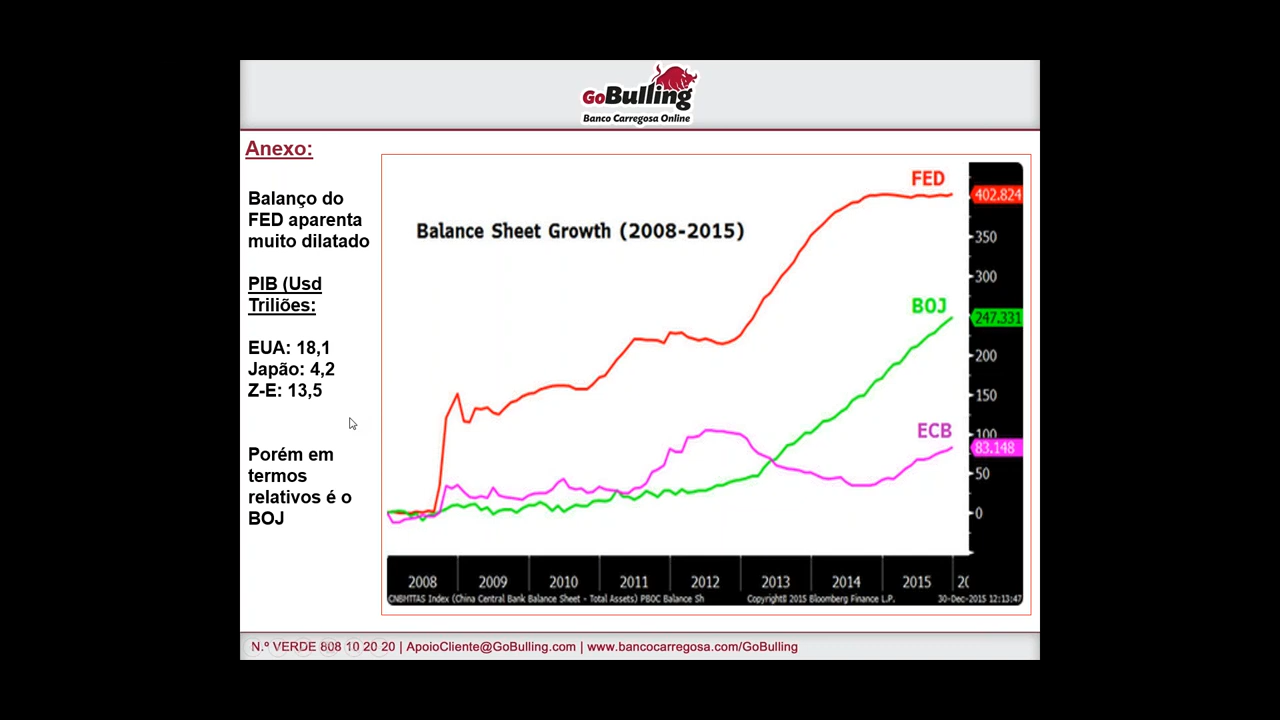 GoBulling
Banco Carregosa Online
Anexo:
Balanço do
FED aparenta
muito dilatado
PIB (Usd
Triliões:
EUA: 18,1
Japão: 4,2
Z-E: 13,5
Porém em
termos
relativos é o
BOJ
Balance Sheet Growth (2008-2015)
FED
402.824
350
300
BOJ
247.331
200
150
ECB
100
83.148
50
0
2008 2009 2010 2011 2012 2013 2014 2015 20
CNBHTTAS Index (China Central Bank Balance Sheet - Total Assets) PBOC Balance Sh Copyright© 2015 Bloomberg Finance L.P. 30-Dec-2015 12:13:47
N.º VERDE 808 10 20 20 | ApoioCliente@GoBulling.com | www.bancocarregosa.com/GoBulling